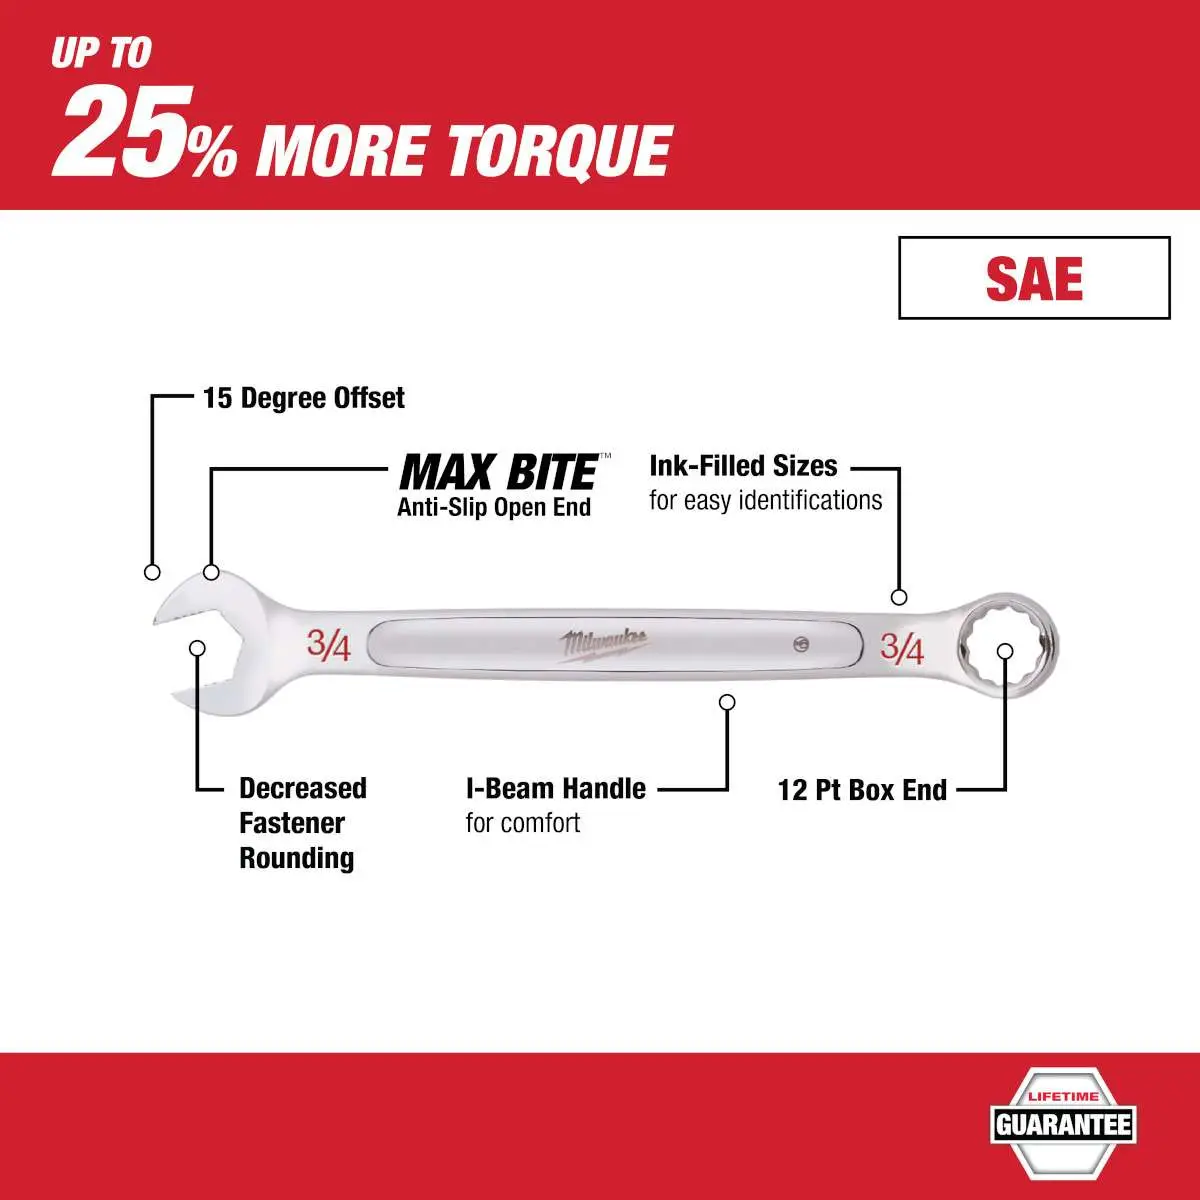 UP TO
25% MORE TORQUE
SAE
15 Degree Offset
MAX BITE™
Anti-Slip Open End
Ink-Filled Sizes
for easy identifications
3/4
Milwaukee
3/4
Decreased
Fastener
Rounding
I-Beam Handle
for comfort
12 Pt Box End
LIFETIME
GUARANTEE